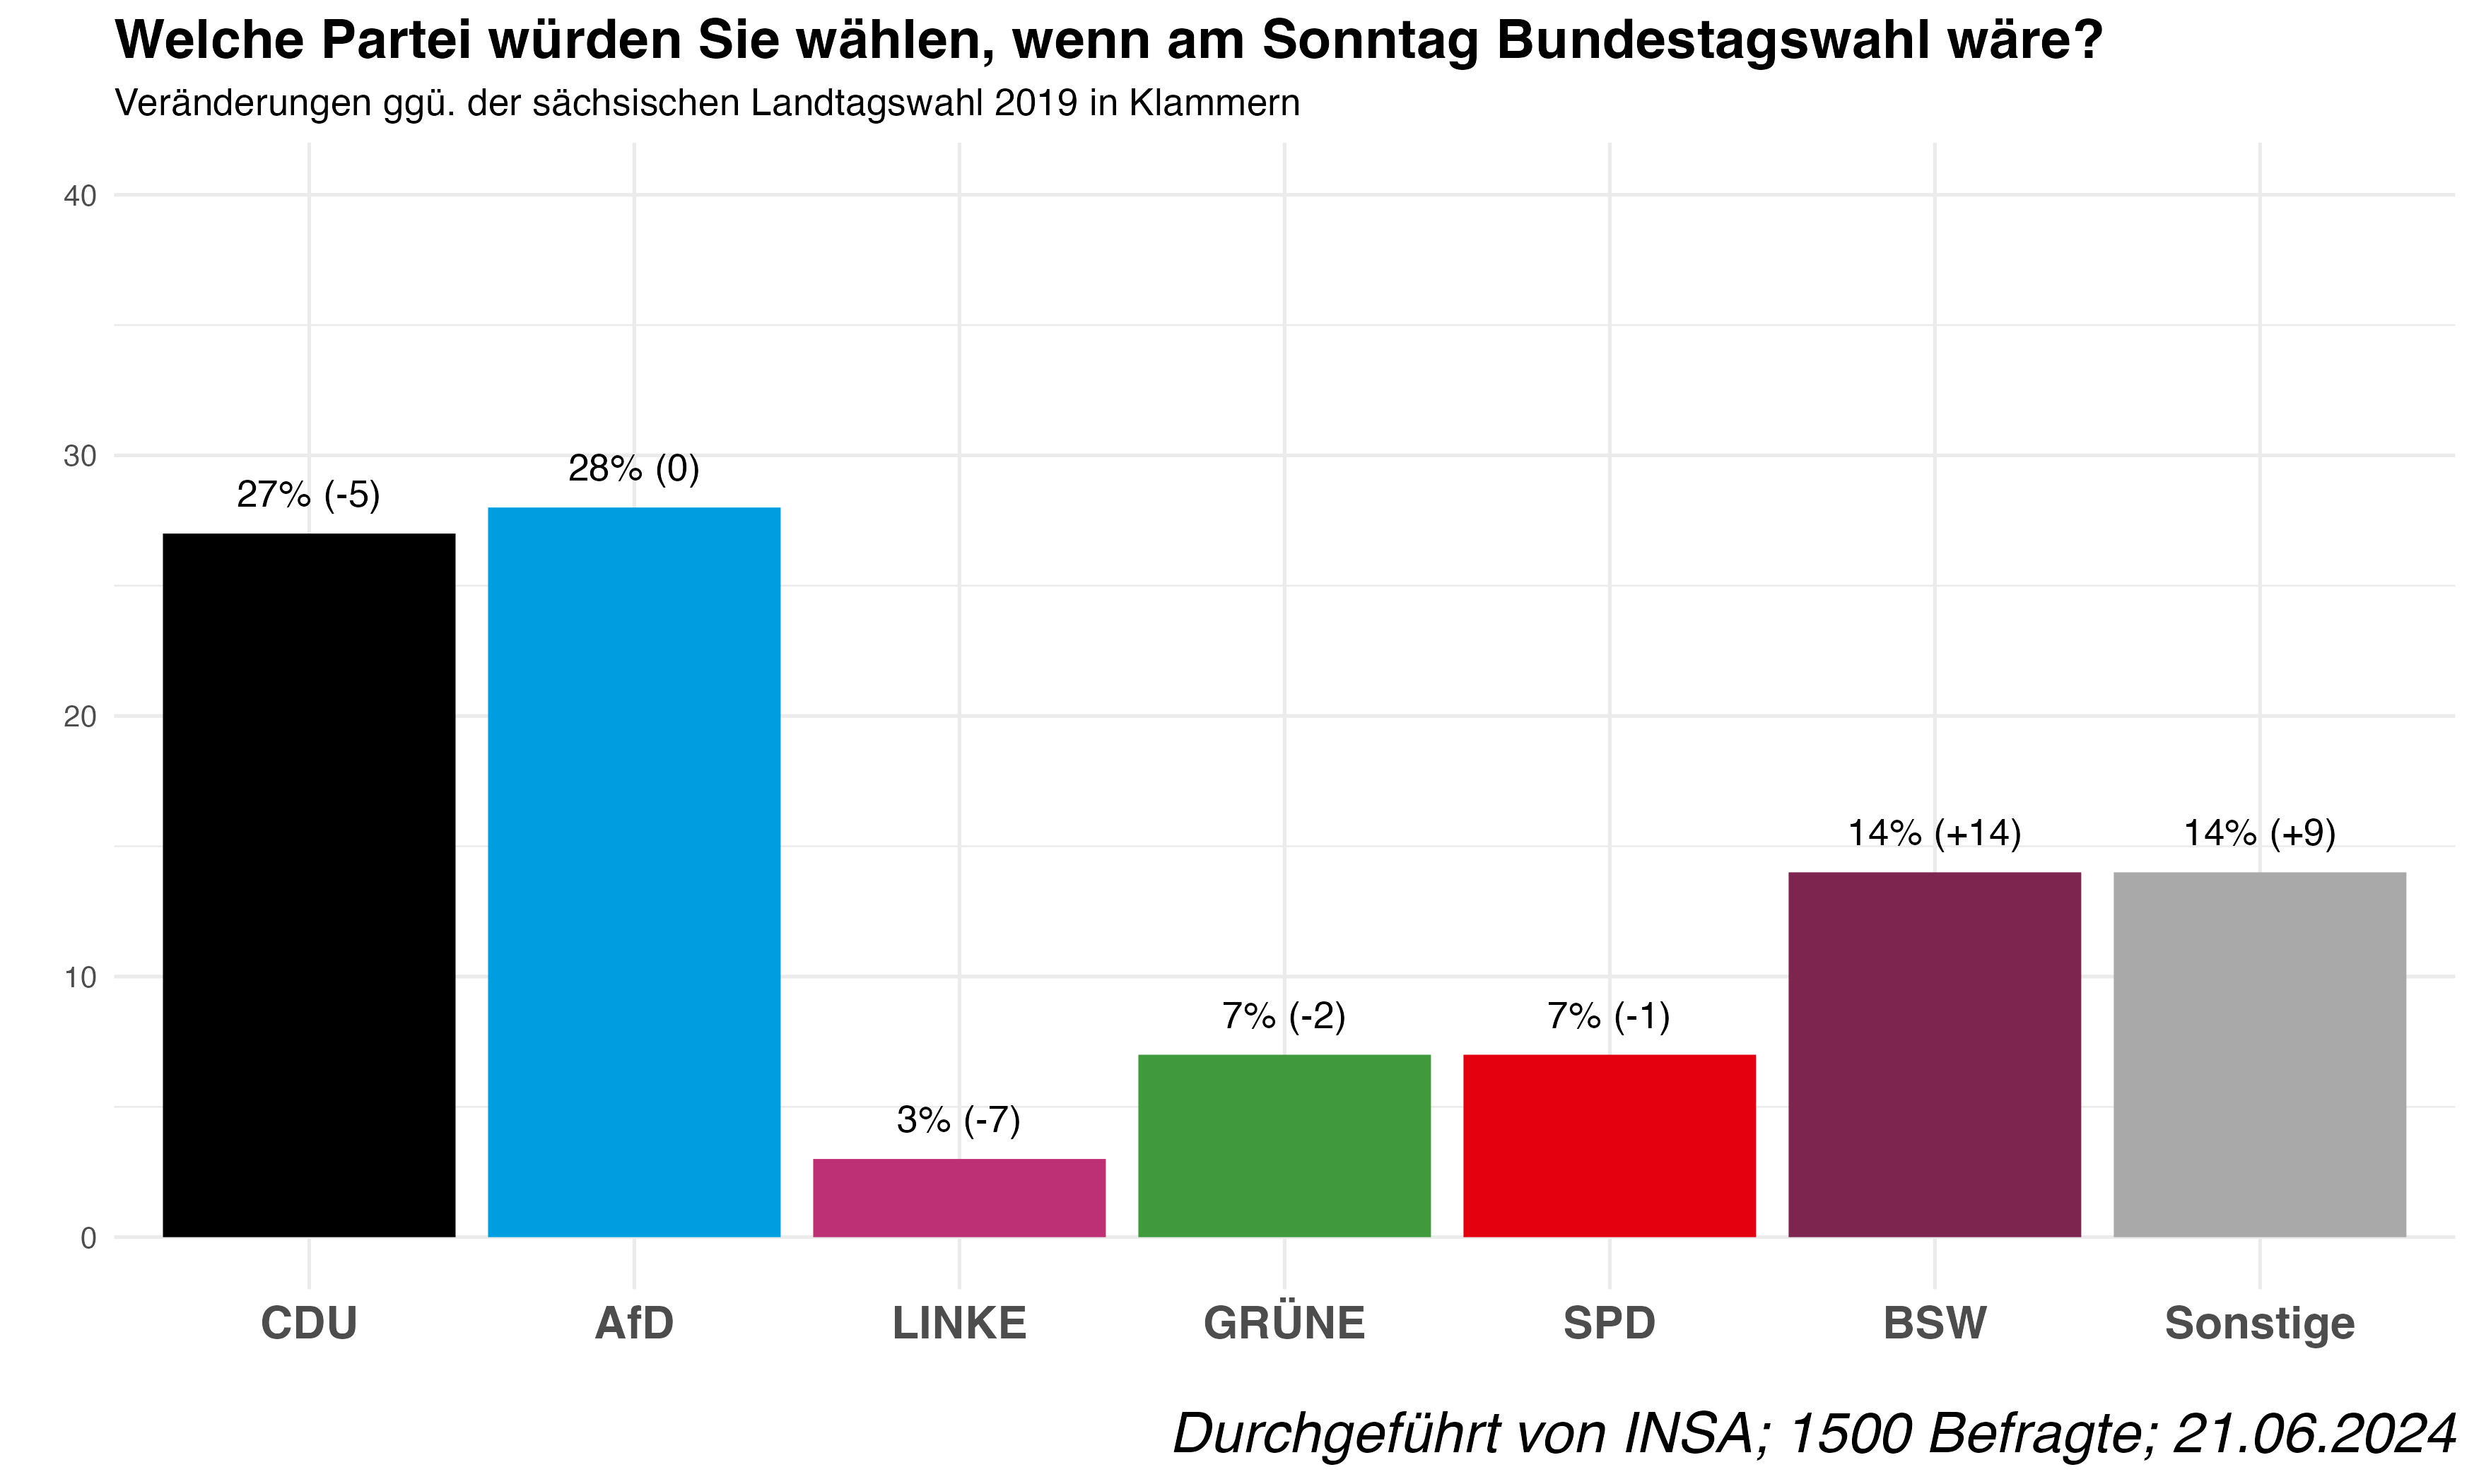 Welche Partei würden Sie wählen, wenn am Sonntag Bundestagswahl wäre?
Veränderungen ggü. der sächsischen Landtagswahl 2019 in Klammern
40
30
20
10
0
27% (-5)
28% (0)
3% (-7)
7% (-2)
7% (-1)
14% (+14)
14% (+9)
CDU
AfD
LINKE
GRÜNE
SPD
BSW
Sonstige
Durchgeführt von INSA; 1500 Befragte; 21.06.2024